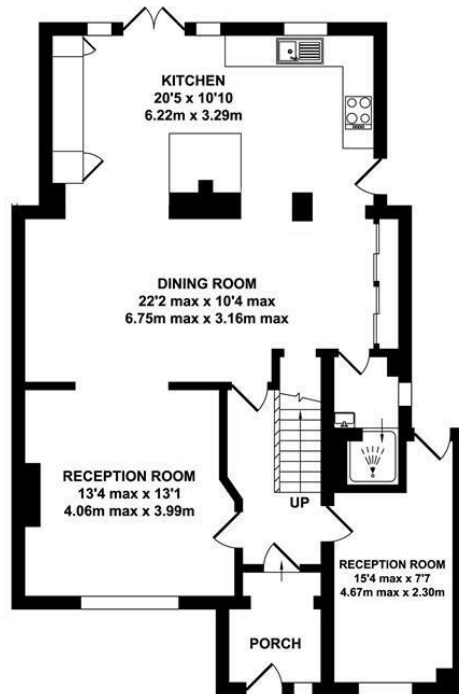 KITCHEN
20'5 x 10'10
6.22m x 3.29m
DINING ROOM
22'2 max x 10'4 max
6.75m max x 3.16m max
RECEPTION ROOM
13'4 max x 13'1
4.06m max x 3.99m
UP
RECEPTION ROOM
15'4 max x 7'7
4.67m max x 2.30m
PORCH